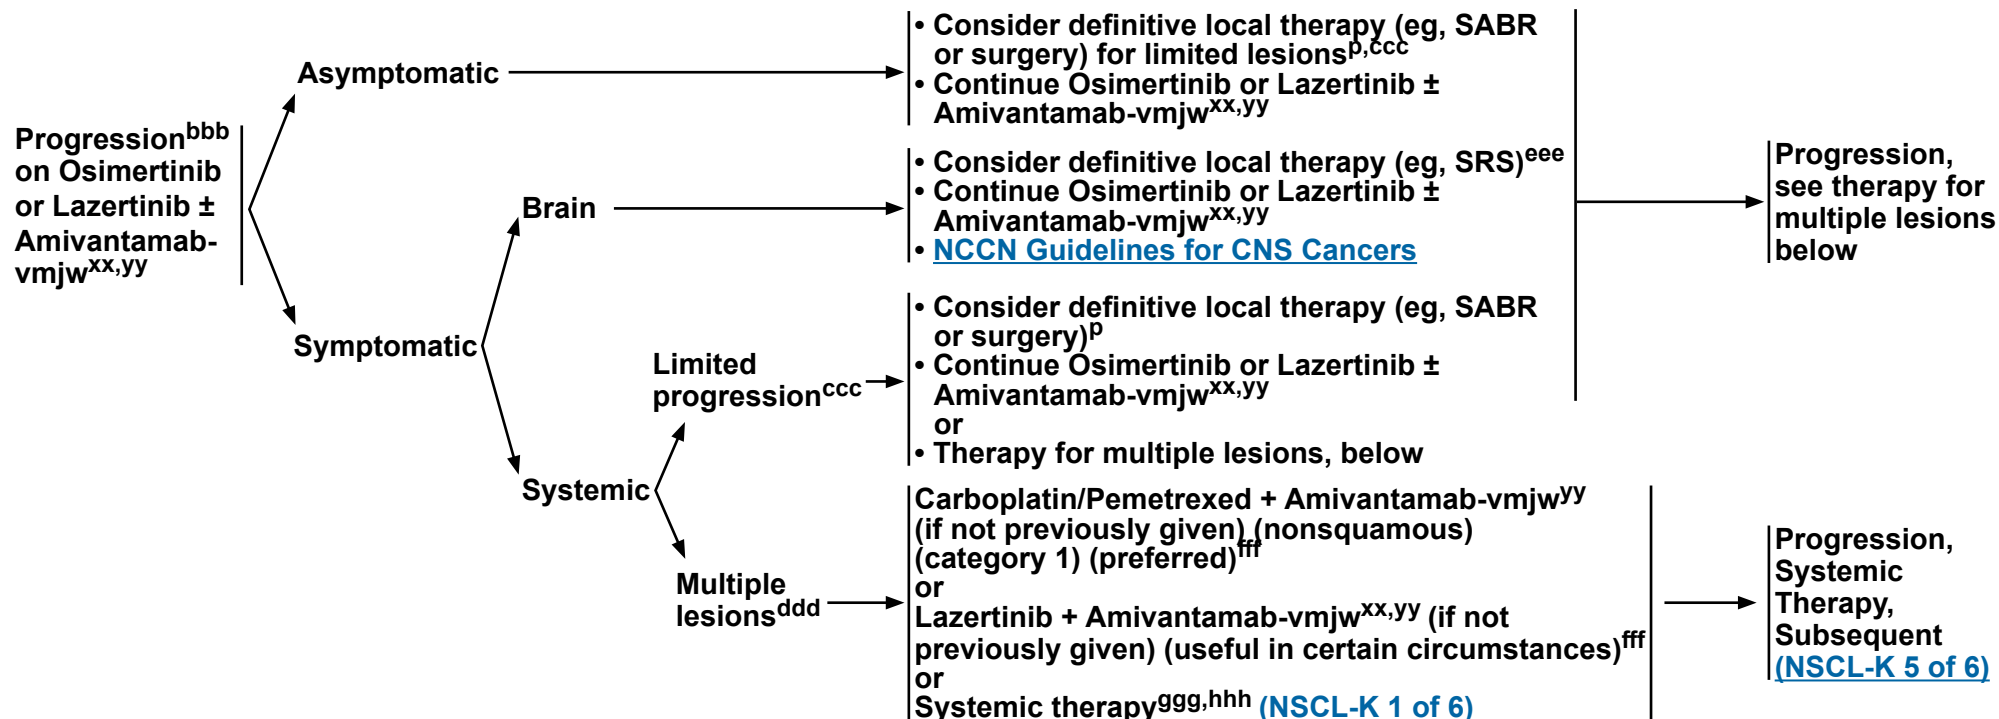 Progressionbbb
on Osimertinib
or Lazertinib ±
Amivantamab-
vmjwxx,yy
Asymptomatic
Symptomatic
Brain
Systemic
Limited
progressionccc
Multiple
lesionsddd
• Consider definitive local therapy (eg, SABR
or surgery) for limited lesionsp,ccc
• Continue Osimertinib or Lazertinib ±
Amivantamab-vmjwxx,yy
• Consider definitive local therapy (eg, SRS)eee
• Continue Osimertinib or Lazertinib ±
Amivantamab-vmjwxx,yy
• NCCN Guidelines for CNS Cancers
• Consider definitive local therapy (eg, SABR
or surgery)p
• Continue Osimertinib or Lazertinib ±
Amivantamab-vmjwxx,yy
or
• Therapy for multiple lesions, below
Carboplatin/Pemetrexed + Amivantamab-vmjwyy
(if not previously given) (nonsquamous)
(category 1) (preferred)fff
or
Lazertinib + Amivantamab-vmjwxx,yy (if not
previously given) (useful in certain circumstances)fff
or
Systemic therapyggg,hhh (NSCL-K 1 of 6)
Progression,
see therapy for
multiple lesions
below
Progression,
Systemic
Therapy,
Subsequent
(NSCL-K 5 of 6)